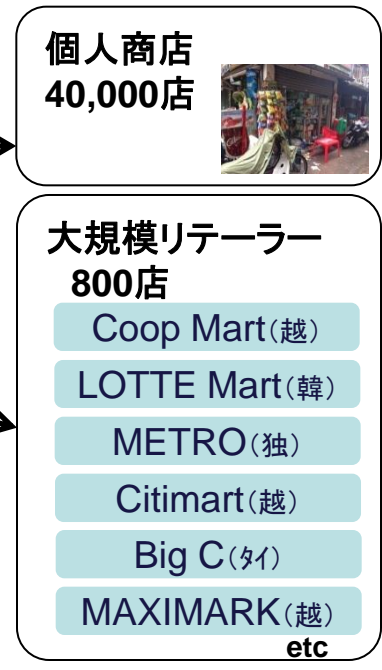 個人商店
40,000店
大規模リテーラー
800店
Coop Mart(越)
LOTTE Mart(韓)
METRO(独)
Citimart(越)
Big C(タイ)
MAXIMARK(越)
etc